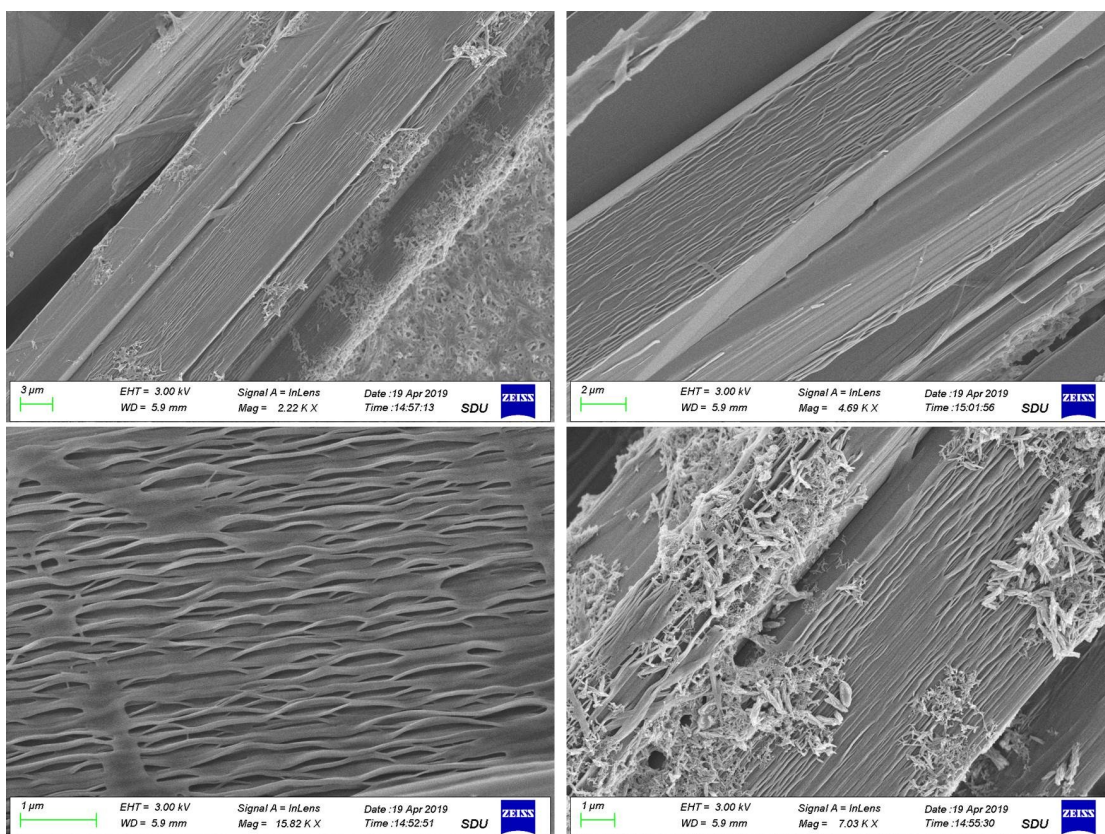 3 µm EHT = 3.00 kV Signal A = InLens Date :19 Apr 2019 ZEISS
WD = 5.9 mm Mag = 2.22 K X Time :14:57:13 SDU
2 µm EHT = 3.00 kV Signal A = InLens Date :19 Apr 2019 ZEISS
WD = 5.9 mm Mag = 4.69 K X Time :15:01:56 SDU
1 µm EHT = 3.00 kV Signal A = InLens Date :19 Apr 2019 ZEISS
WD = 5.9 mm Mag = 15.82 K X Time :14:52:51 SDU
1 µm EHT = 3.00 kV Signal A = InLens Date :19 Apr 2019 ZEISS
WD = 5.9 mm Mag = 7.03 K X Time :14:55:30 SDU